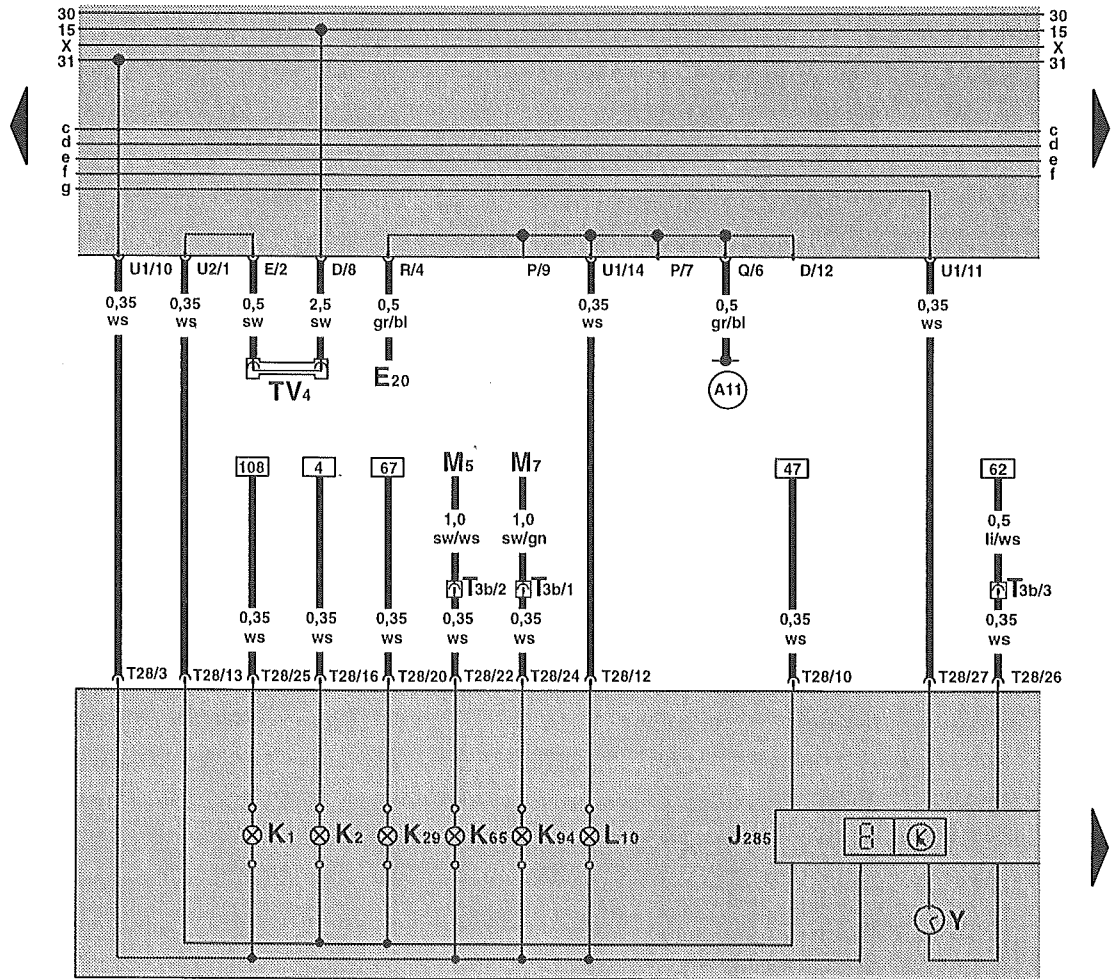 30 30
15 15
X X
31 31
c c
d d
e e
f f
g
U1/10 U2/1 E/2 D/8 R/4 P/9 U1/14 P/7 Q/6 D/12 U1/11
0,35 0,35 0,5 2,5 0,5 0,35 0,5 0,35
ws ws sw sw gr/bl ws gr/bl ws
TV4 E20 A11
108 4 67 M5 M7 47 62
1,0 1,0 0,5
sw/ws sw/gn li/ws
T3b/2 T3b/1 T3b/3
0,35 0,35 0,35 0,35 0,35 0,35 0,35
ws ws ws ws ws ws ws
T28/3 T28/13 T28/25 T28/16 T28/20 T28/22 T28/24 T28/12 T28/10 T28/27 T28/26
K1 K2 K29 K65 K94 L10 J285 8 K
Y